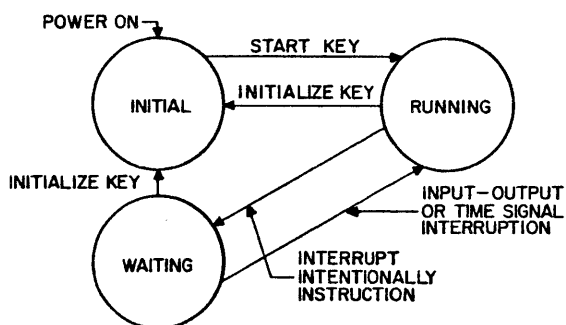 POWER ON
START KEY
INITIAL
INITIALIZE KEY
RUNNING
INITIALIZE KEY
INPUT-OUTPUT
OR TIME SIGNAL
INTERRUPTION
WAITING
INTERRUPT
INTENTIONALLY
INSTRUCTION